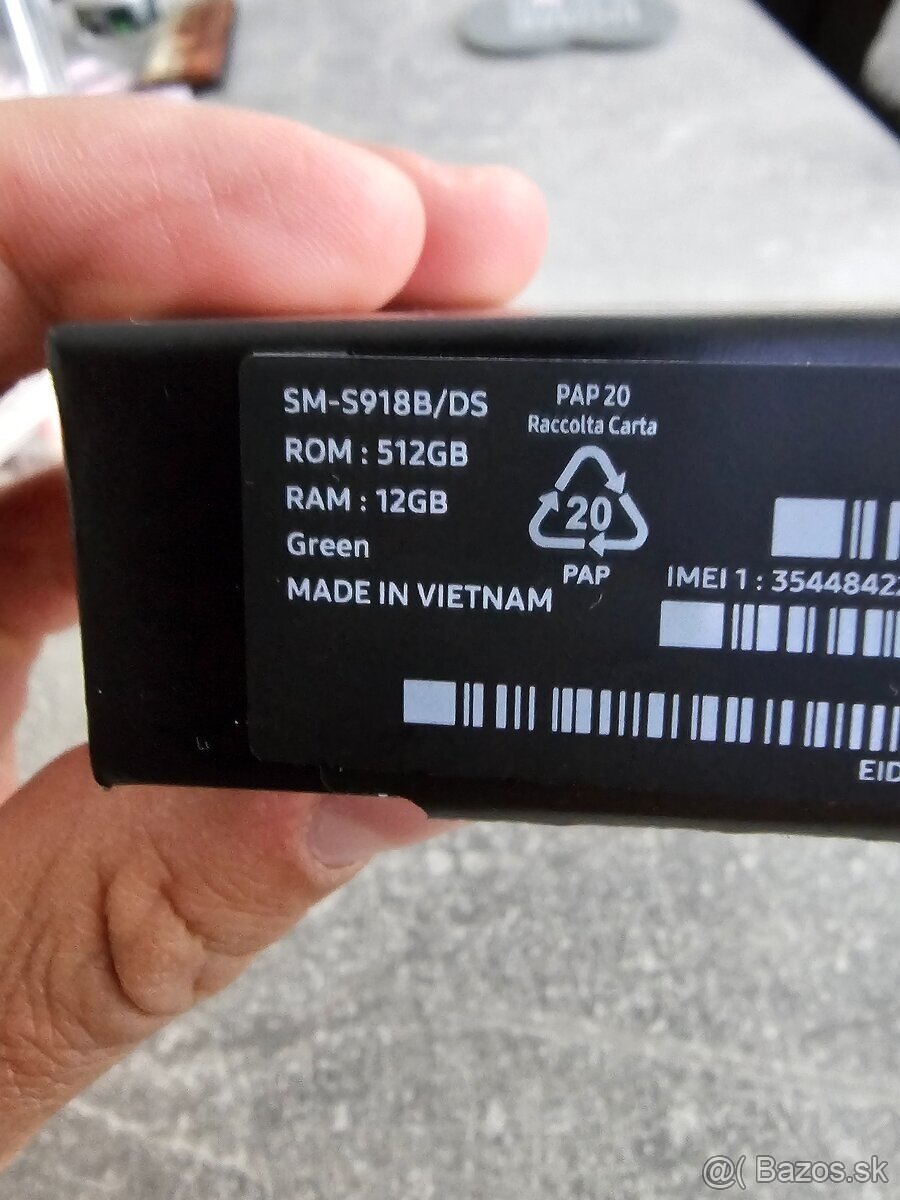 SM-S918B/DS
ROM : 512GB
RAM : 12GB
Green
MADE IN VIETNAM
PAP 20
Raccolta Carta
20
PAP
IMEI 1 : 3544842
EID
@( Bazos.sk